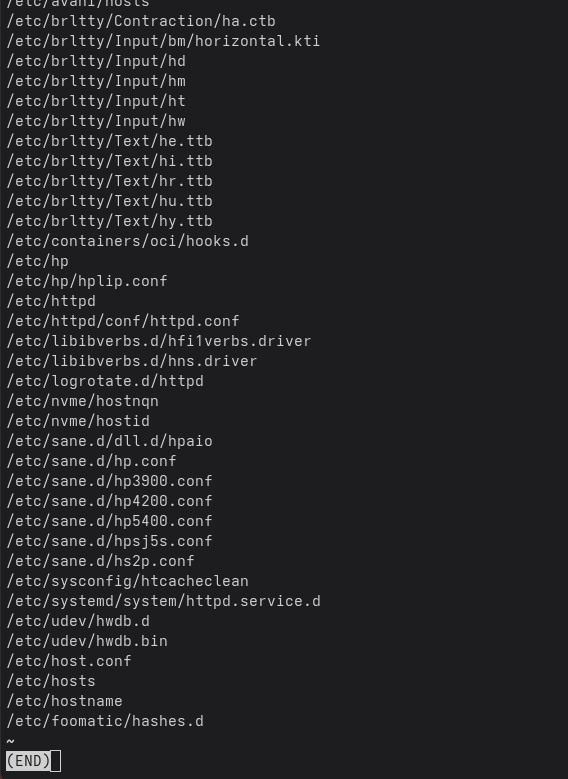 /etc/avahi/hosts
/etc/brltty/Contraction/ha.ctb
/etc/brltty/Input/bm/horizontal.kti
/etc/brltty/Input/hd
/etc/brltty/Input/hm
/etc/brltty/Input/ht
/etc/brltty/Input/hw
/etc/brltty/Text/he.ttb
/etc/brltty/Text/hi.ttb
/etc/brltty/Text/hr.ttb
/etc/brltty/Text/hu.ttb
/etc/brltty/Text/hy.ttb
/etc/containers/oci/hooks.d
/etc/hp
/etc/hp/hplip.conf
/etc/httpd
/etc/httpd/conf/httpd.conf
/etc/libibverbs.d/hfi1verbs.driver
/etc/libibverbs.d/hns.driver
/etc/logrotate.d/httpd
/etc/nvme/hostnqn
/etc/nvme/hostid
/etc/sane.d/dll.d/hpaio
/etc/sane.d/hp.conf
/etc/sane.d/hp3900.conf
/etc/sane.d/hp4200.conf
/etc/sane.d/hp5400.conf
/etc/sane.d/hpsj5s.conf
/etc/sane.d/hs2p.conf
/etc/sysconfig/htcacheclean
/etc/systemd/system/httpd.service.d
/etc/udev/hwdb.d
/etc/udev/hwdb.bin
/etc/host.conf
/etc/hosts
/etc/hostname
/etc/foomatic/hashes.d
~
(END)